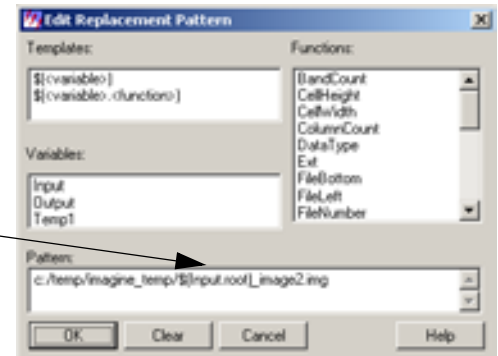 Edit Replacement Pattern
Templates:
$(<variable>)
$(<variable>.<function>)
Functions:
BandCount
CellHeight
CellWidth
ColumnCount
DataType
Ext
FileBottom
FileLeft
FileNumber
Variables:
Input
Output
Temp1
Pattern:
c:/temp/imagine_temp/$(Input.root)_image2.img
OK
Clear
Cancel
Help